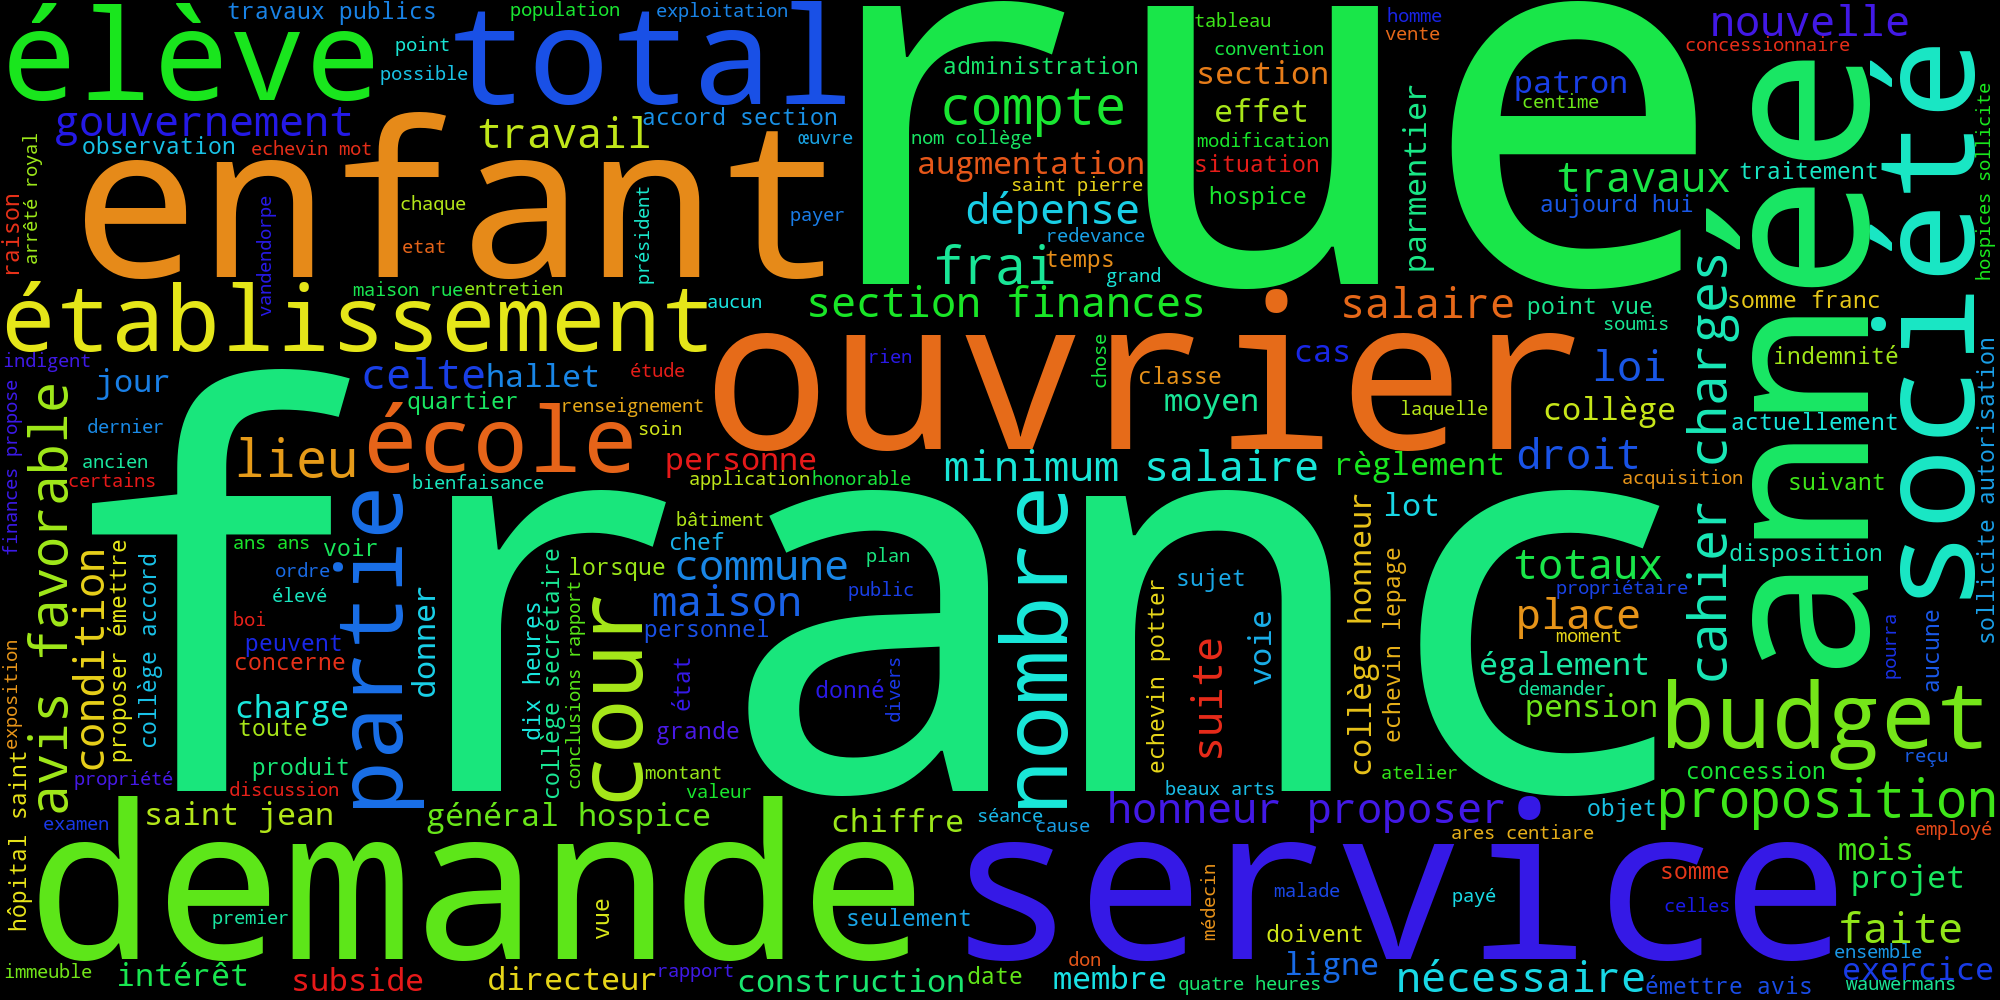 travaux publics
population
exploitation
élève
point
possible
total
rue
tableau
convention
section
effet
modification
situation
hospice
homme
vente
nouvelle
concessionnaire
patron
centime
administration
compte
nom collège
augmentation
saint pierre
dépense
redevance
frai
temps
grand
gouvernement
observation
echevin mot
travail
accord section
œuvre
enfant
chaque
etat
vandendorpe
président
payer
raison
arrêté royal
parmentier
travaux
traitement
aujourd hui
année
société
hospices sollicite
maison rue
entretien
établissement
aucun
section finances
salaire
point vue
soumis
somme franc
cahier charges
indigent
jour
celte
hallet
étude
ouvrier
rien
chose
classe
moyen
cas
laquelle
loi
collège
indemnité
finances propose
avis favorable
dernier
quartier
renseignement
école
soin
ancien
certains
lieu
personne
bienfaisance
application
honorable
minimum salaire
règlement
droit
acquisition
actuellement
suivant
sollicite autorisation
franc
partie
bâtiment
chef
commune
plan
nombre
collège honneur
lot
disposition
condition
proposer émettre
collège accord
ans ans
voir
ordre
élevé
boi
peuvent
concerne
donner
lorsque
maison
public
personnel
sujet
echevin potter
voie
suite
echevin lepage
totaux
propriétaire
place
moment
également
demander
pension
pourra
aucune
charge
toute
dix heures
collège secrétaire
conclusions rapport
cour
état
donné
divers
grande
budget
exposition
hôpital saint
propriété
produit
discussion
montant
valeur
atelier
concession
reçu
beaux arts
examen
saint jean
général hospice
chiffre
séance
cause
honneur proposer
objet
proposition
ares centiare
employé
demande
service
mois
projet
somme
malade
payé
celles
médecin
premier
vue
seulement
doivent
faite
ensemble
immeuble
intérêt
subside
directeur
rapport
construction
date
don
membre
quatre heures
ligne
nécessaire
émettre avis
exercice
wauwermans